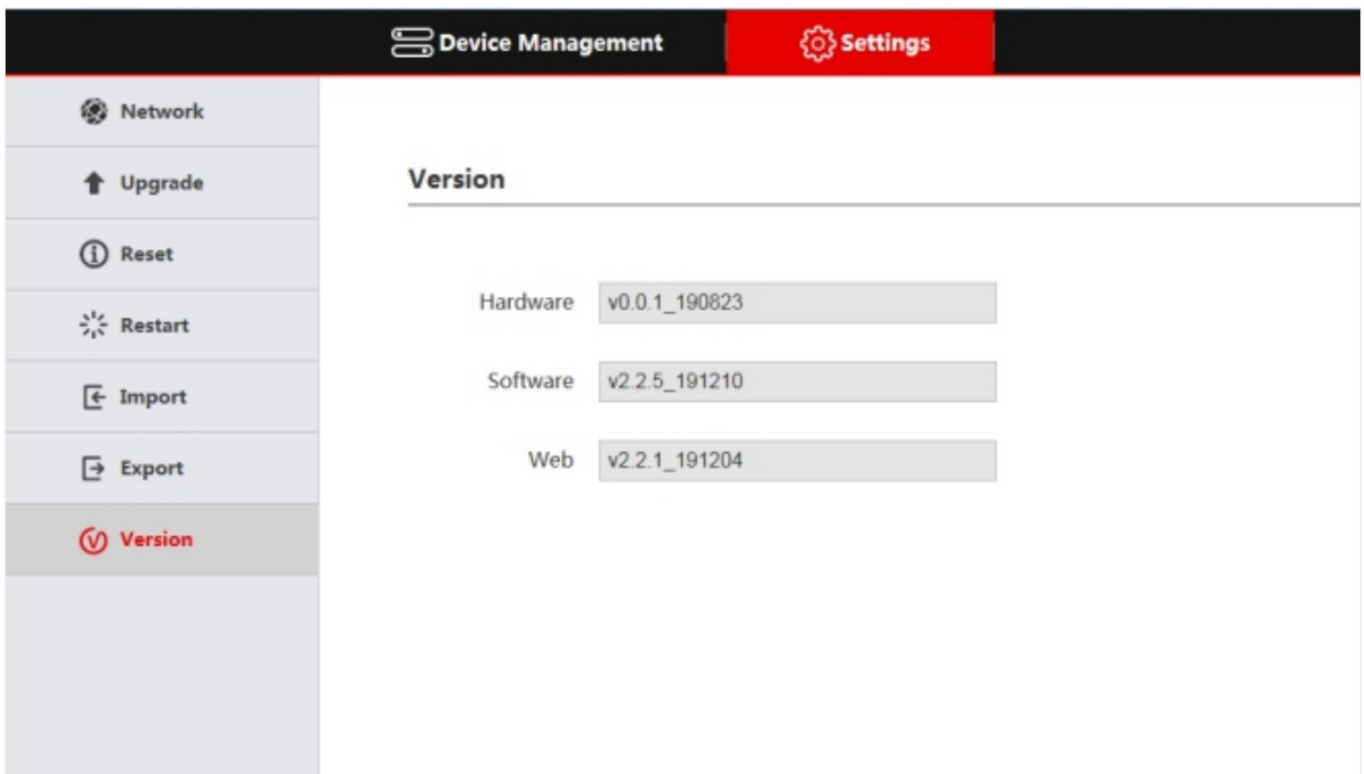 Device Management
Settings
Network
Upgrade
Reset
Restart
Import
Export
Version
Version
Hardware v0.0.1_190823
Software v2.2.5_191210
Web v2.2.1_191204